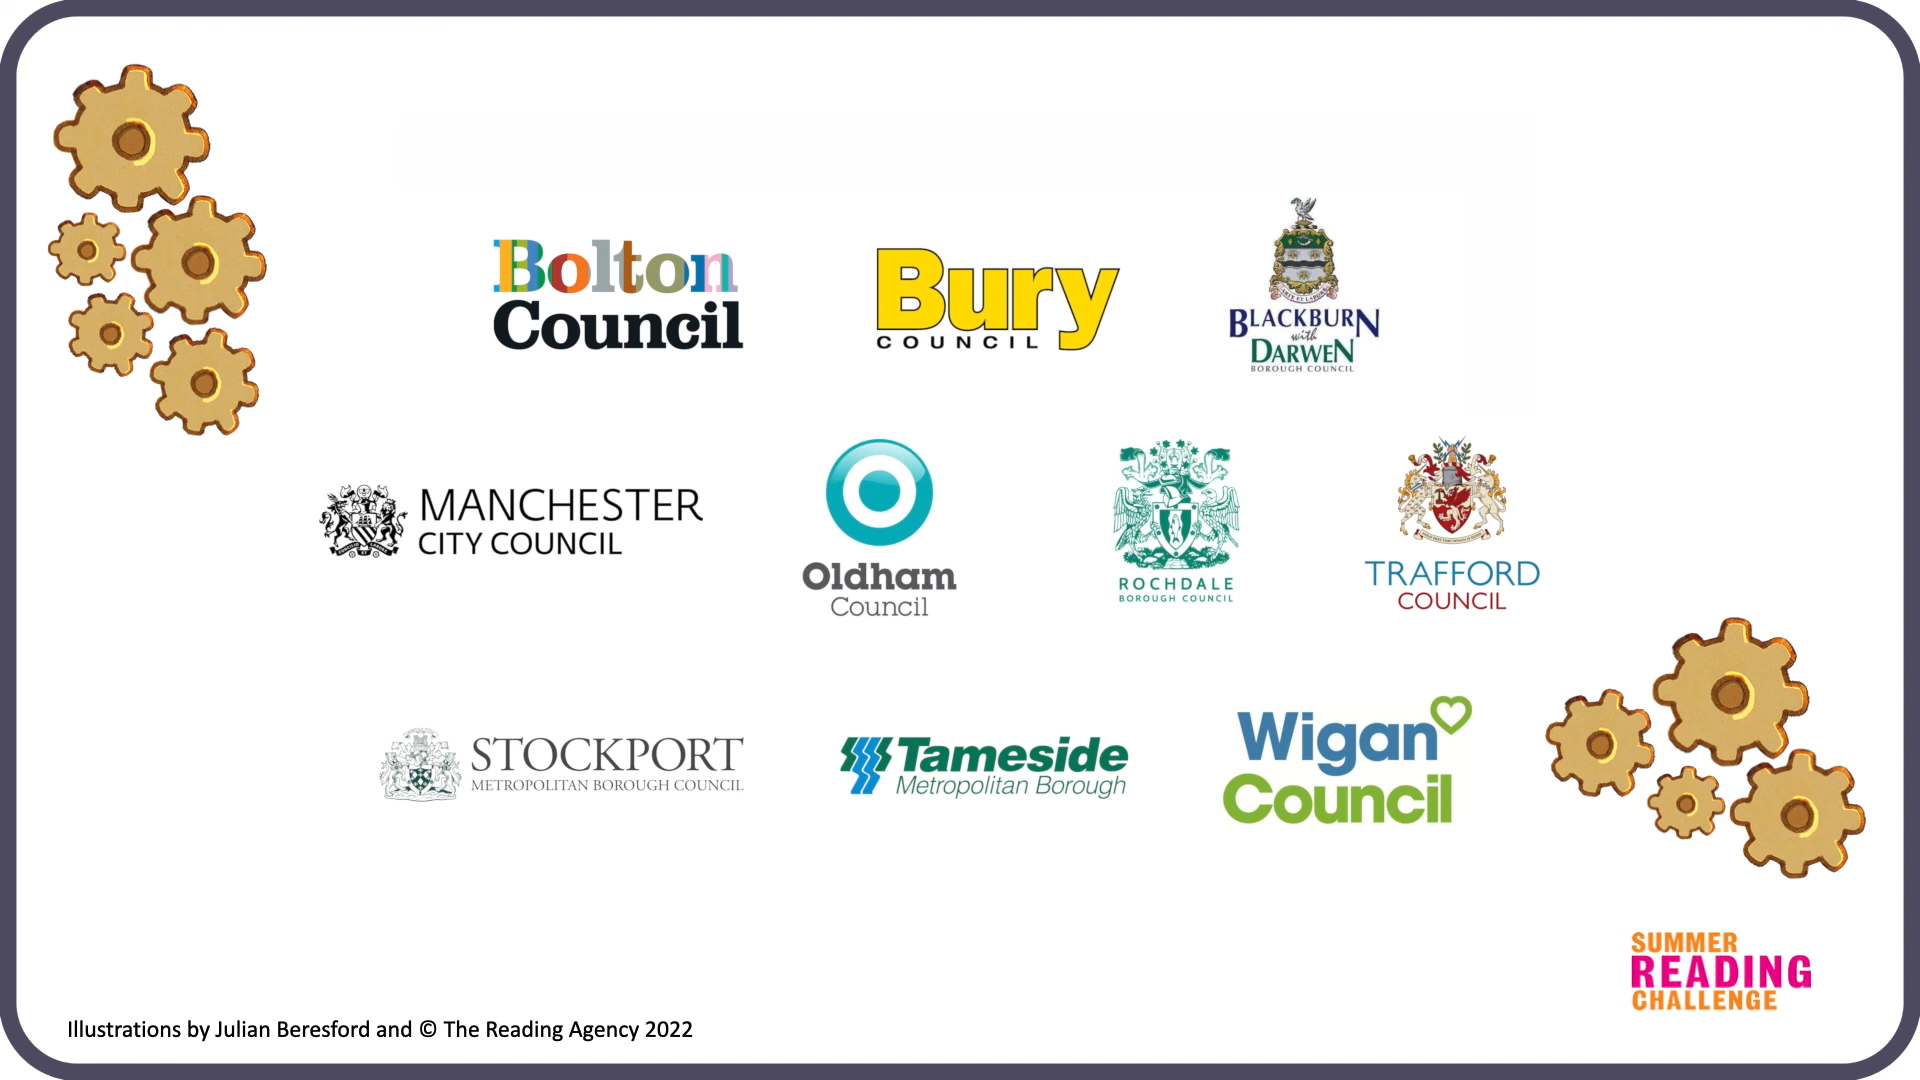 Bolton
Council
Bury
COUNCIL
BLACKBURN
with
DARWEN
BOROUGH COUNCIL
MANCHESTER
CITY COUNCIL
Oldham
Council
ROCHDALE
BOROUGH COUNCIL
TRAFFORD
COUNCIL
STOCKPORT
METROPOLITAN BOROUGH COUNCIL
Tameside
Metropolitan Borough
Wigan
Council
SUMMER
READING
CHALLENGE
Illustrations by Julian Beresford and © The Reading Agency 2022